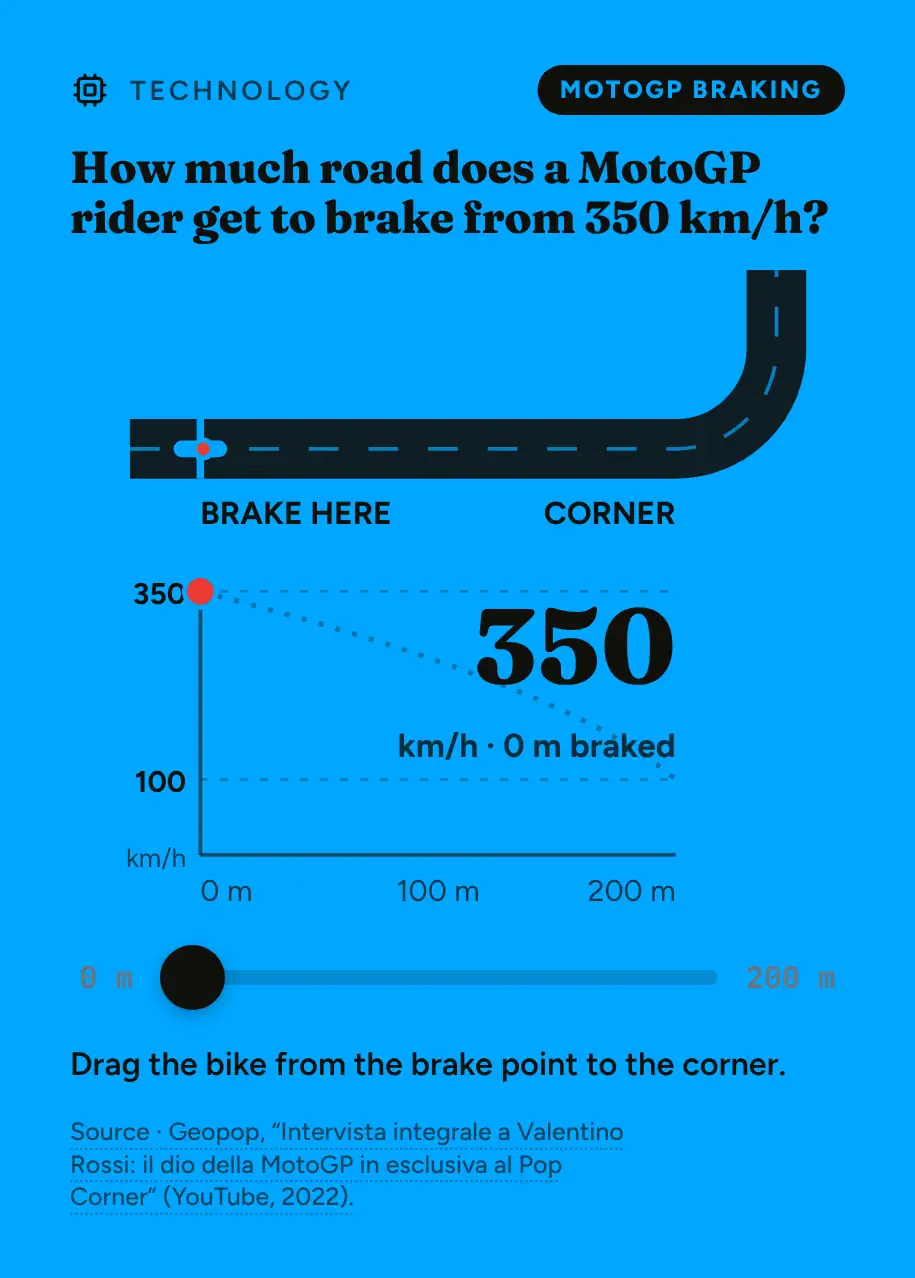 TECHNOLOGY
MOTOGP BRAKING
How much road does a MotoGP
rider get to brake from 350 km/h?
BRAKE HERE
CORNER
350
350
km/h · 0 m braked
100
km/h
0 m
100 m
200 m
0 m
200 m
Drag the bike from the brake point to the corner.
Source · Geopop, “Intervista integrale a Valentino
Rossi: il dio della MotoGP in esclusiva al Pop
Corner” (YouTube, 2022).